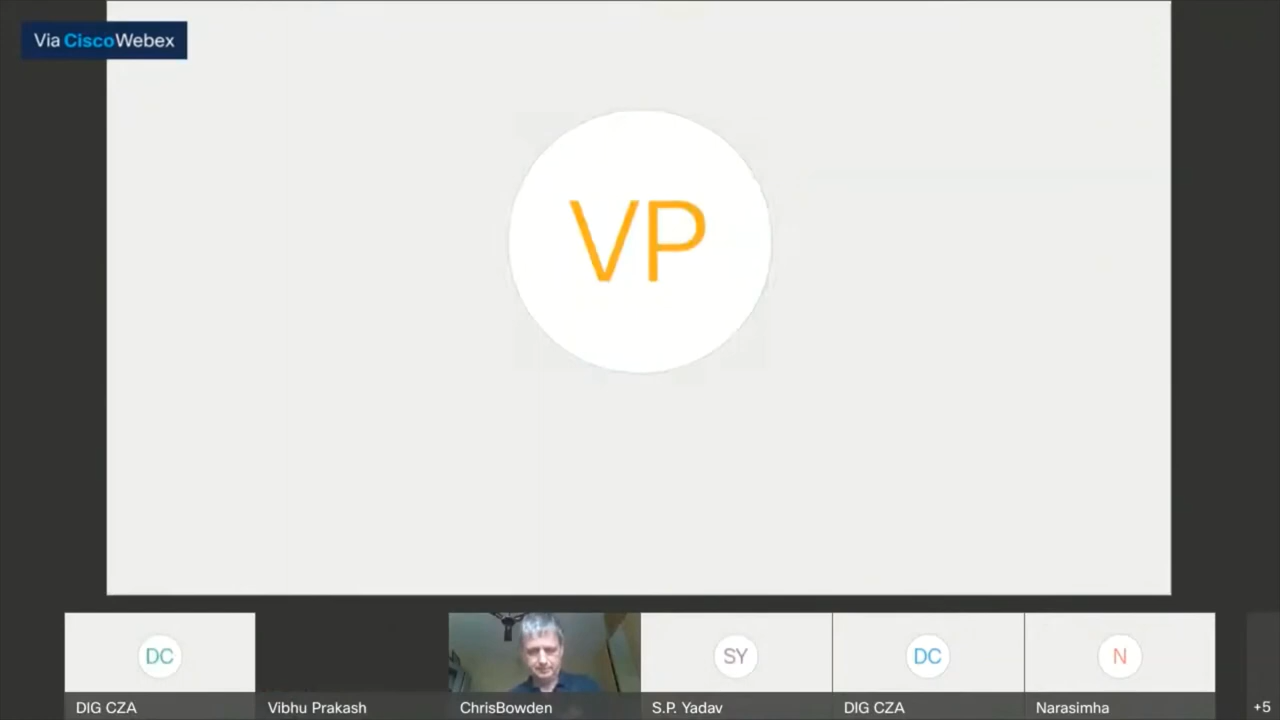 Via CiscoWebex
VP
DC
SY
DC
N
DIG CZA
Vibhu Prakash
ChrisBowden
S.P. Yadav
DIG CZA
Narasimha
+5